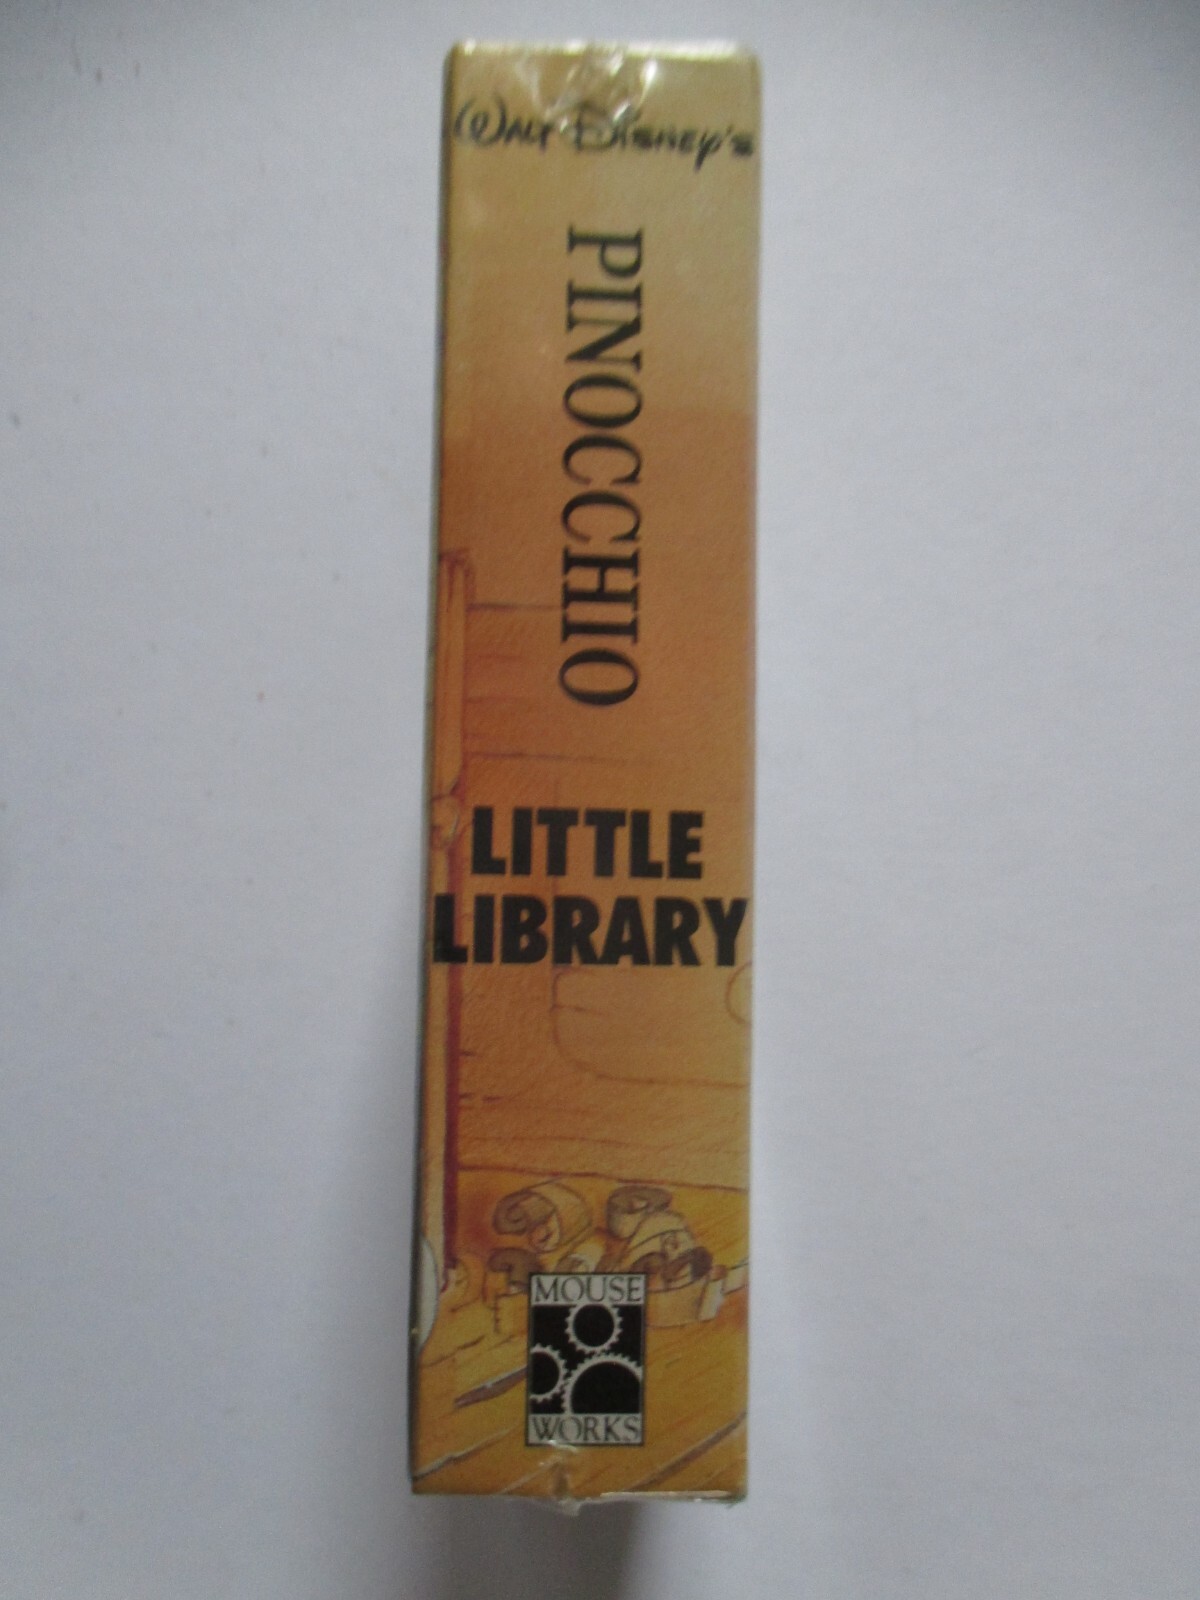 WALT DISNEY'S
PINOCCHIO
LITTLE
LIBRARY
MOUSE
WORKS